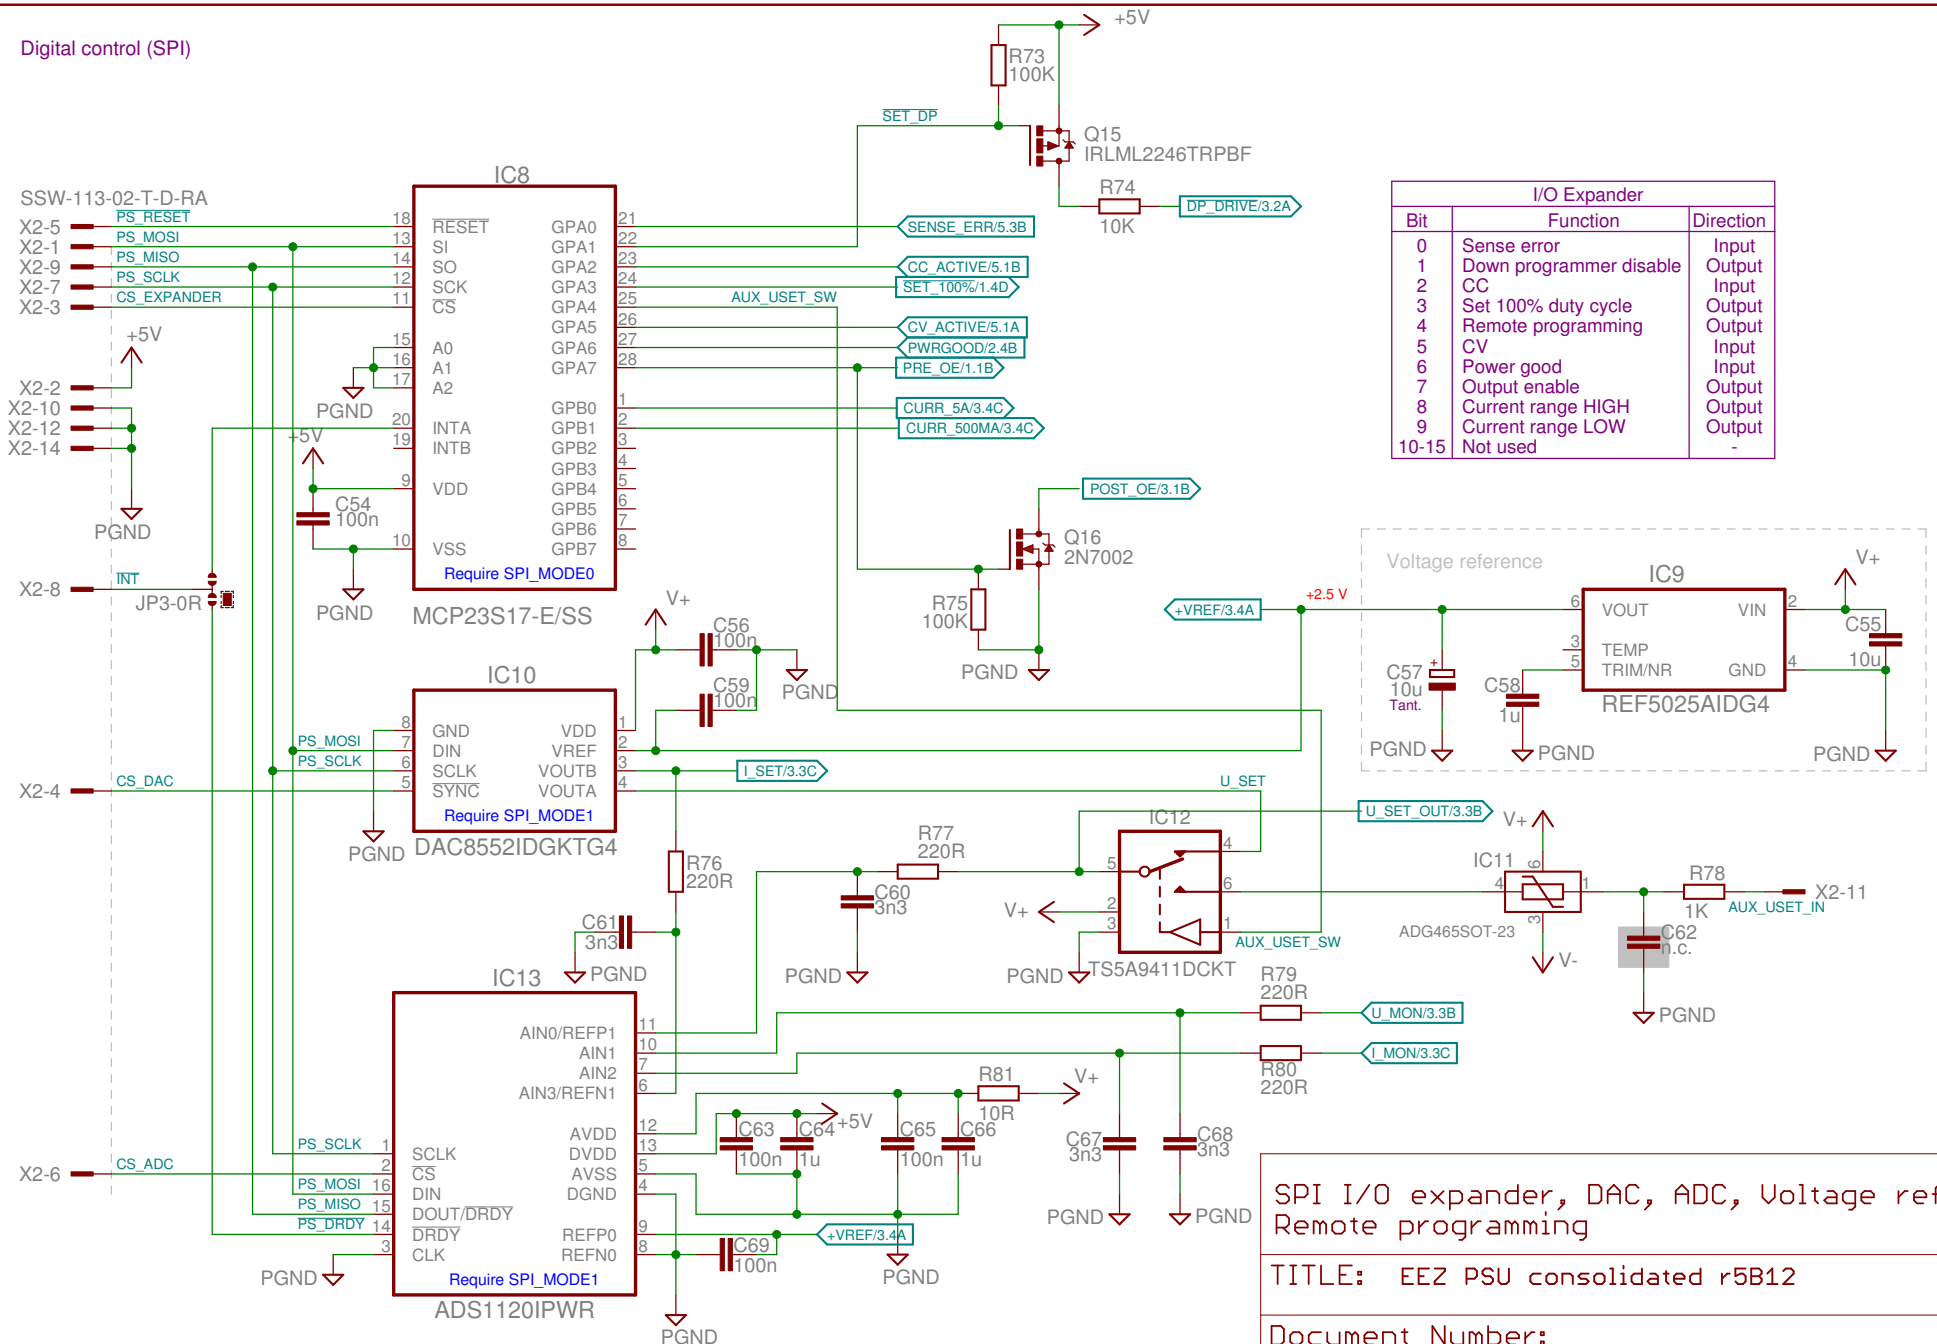 Digital control (SPI)
+5V
R73
100K
SET_DP
Q15
IRLML2246TRPBF
R74
10K
DP_DRIVE/3.2A
SSW-113-02-T-D-RA
X2-5
PS_RESET
X2-1
PS_MOSI
X2-9
PS_MISO
X2-7
PS_SCLK
X2-3
CS_EXPANDER
+5V
X2-2
X2-10
X2-12
X2-14
PGND
IC8
18 RESET GPA0 21
13 SI GPA1 22
14 SO GPA2 23
12 SCK GPA3 24
11 CS GPA4 25
GPA5 26
15 A0 GPA6 27
16 A1 GPA7 28
17 A2
GPB0 1
20 INTA GPB1 2
19 INTB GPB2 3
GPB3 4
9 VDD GPB4 5
GPB5 6
GPB6 7
10 VSS GPB7 8
Require SPI_MODE0
MCP23S17-E/SS
PGND
+5V
C54
100n
PGND
SENSE_ERR/5.3B
CC_ACTIVE/5.1B
SET_100%/1.4D
AUX_USET_SW
CV_ACTIVE/5.1A
PWRGOOD/2.4B
PRE_OE/1.1B
CURR_5A/3.4C
CURR_500MA/3.4C
I/O Expander
Bit Function Direction
0 Sense error Input
1 Down programmer disable Output
2 CC Input
3 Set 100% duty cycle Output
4 Remote programming Output
5 CV Input
6 Power good Input
7 Output enable Output
8 Current range HIGH Output
9 Current range LOW Output
10-15 Not used -
POST_OE/3.1B
Q16
2N7002
R75
100K
PGND
X2-8
INT
JP3-0R
Voltage reference
IC9
6 VOUT VIN 2
3 TEMP
5 TRIM/NR GND 4
REF5025AIDG4
V+
C55
10u
+2.5 V
+VREF/3.4A
C57
10u
Tant.
C58
1u
PGND
PGND
PGND
V+
C56
100n
C59
100n
PGND
IC10
8 GND VDD 1
7 DIN VREF 2
6 SCLK VOUTB 3
5 SYNC VOUTA 4
Require SPI_MODE1
DAC8552IDGKTG4
PS_MOSI
PS_SCLK
X2-4
CS_DAC
PGND
I_SET/3.3C
U_SET
R76
220R
C61
3n3
PGND
R77
220R
C60
3n3
PGND
IC12
5
4
6
2
3
1
V+
PGND
TS5A9411DCKT
AUX_USET_SW
U_SET_OUT/3.3B
V+
IC11
6
4
1
3
ADG465SOT-23
V-
R78
1K
X2-11
AUX_USET_IN
C62
n.c.
PGND
R79
220R
U_MON/3.3B
R80
220R
I_MON/3.3C
IC13
AIN0/REFP1 11
AIN1 10
AIN2 7
AIN3/REFN1 6
AVDD 12
1 SCLK DVDD 13
2 CS AVSS 5
16 DIN DGND 4
15 DOUT/DRDY
14 DRDY REFP0 9
3 CLK REFN0 8
Require SPI_MODE1
ADS1120IPWR
PS_SCLK
X2-6
CS_ADC
PS_MOSI
PS_MISO
PS_DRDY
PGND
R81
10R
V+
+5V
C63
100n
C64
1u
C65
100n
C66
1u
C67
3n3
C68
3n3
PGND
PGND
+VREF/3.4A
C69
100n
PGND
PGND
SPI I/O expander, DAC, ADC, Voltage ref
Remote programming
TITLE: EEZ PSU consolidated r5B12
Document Number: